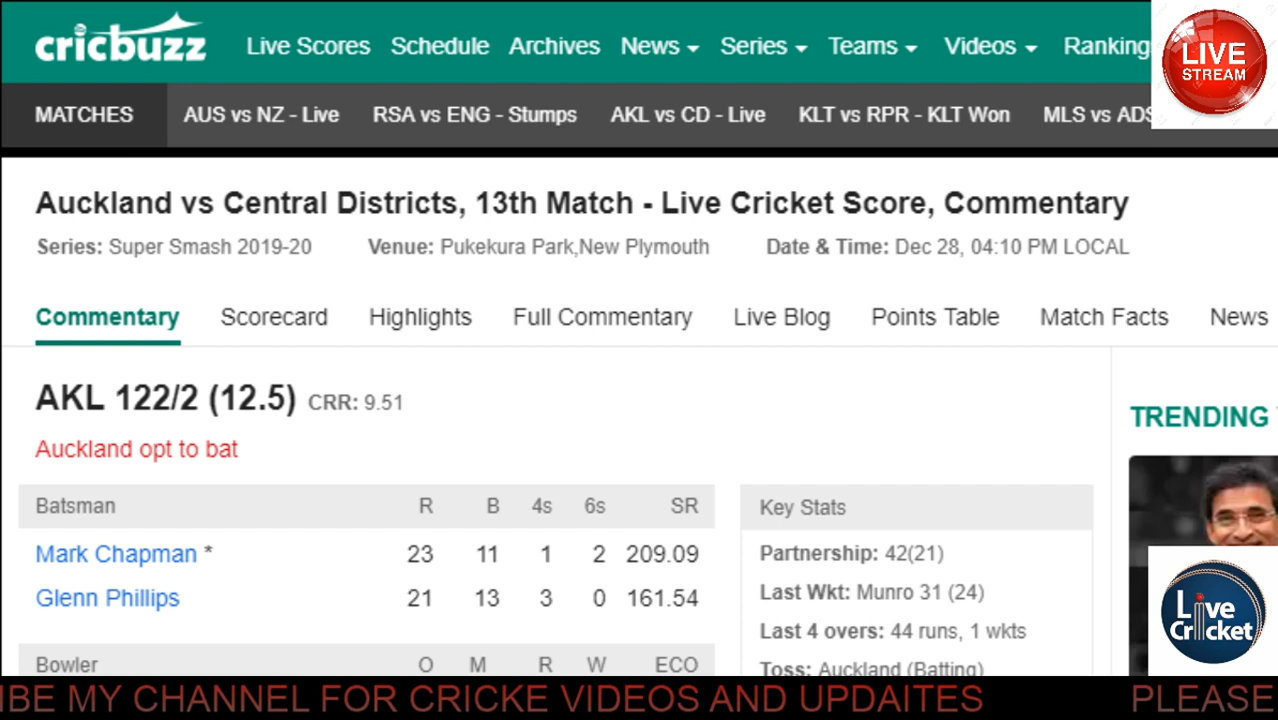 cricbuzz Live Scores Schedule Archives News Series Teams Videos Ranking
LIVE
STREAM
MATCHES AUS vs NZ - Live RSA vs ENG - Stumps AKL vs CD - Live KLT vs RPR - KLT Won MLS vs ADS
Auckland vs Central Districts, 13th Match - Live Cricket Score, Commentary
Series: Super Smash 2019-20 Venue: Pukekura Park,New Plymouth Date & Time: Dec 28, 04:10 PM LOCAL
Commentary Scorecard Highlights Full Commentary Live Blog Points Table Match Facts News
AKL 122/2 (12.5) CRR: 9.51
TRENDING
Auckland opt to bat
Batsman R B 4s 6s SR
Mark Chapman * 23 11 1 2 209.09
Glenn Phillips 21 13 3 0 161.54
Bowler O M R W ECO
Key Stats
Partnership: 42(21)
Last Wkt: Munro 31 (24)
Last 4 overs: 44 runs, 1 wkts
Toss: Auckland (Batting)
Live
Cricket
IBE MY CHANNEL FOR CRICKE VIDEOS AND UPDAITES PLEASE